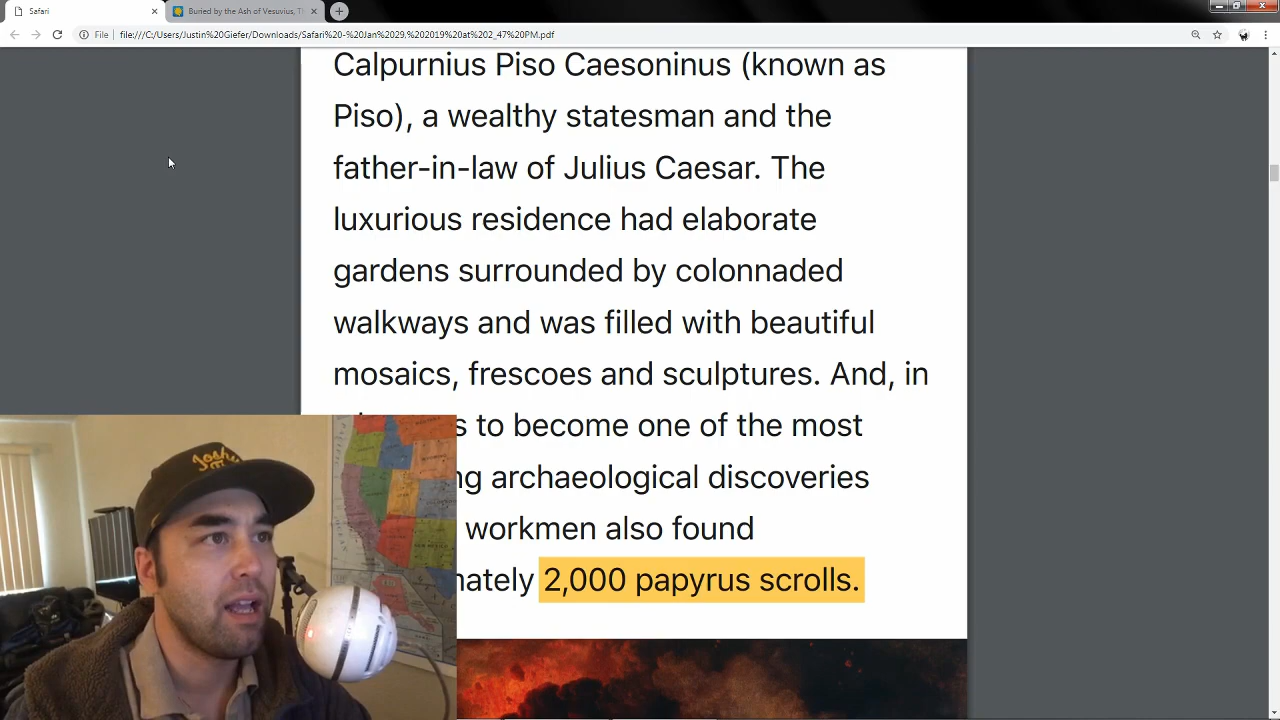 Safari
Buried by the Ash of Vesuvius, Th
File
file:///C:/Users/Justin%20Giefer/Downloads/Safari%20-%20Jan%2029,%202019%20at%202_47%20PM.pdf
Calpurnius Piso Caesoninus (known as
Piso), a wealthy statesman and the
father-in-law of Julius Caesar. The
luxurious residence had elaborate
gardens surrounded by colonnaded
walkways and was filled with beautiful
mosaics, frescoes and sculptures. And, in
s to become one of the most
ng archaeological discoveries
workmen also found
nately 2,000 papyrus scrolls.